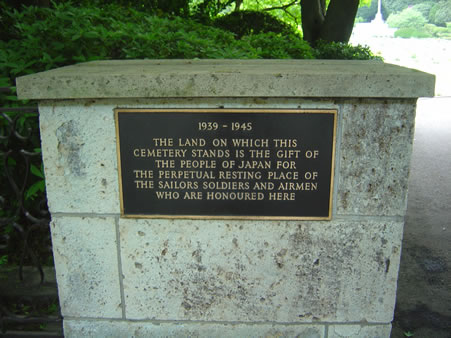 1939 - 1945
THE LAND ON WHICH THIS
CEMETERY STANDS IS THE GIFT OF
THE PEOPLE OF JAPAN FOR
THE PERPETUAL RESTING PLACE OF
THE SAILORS SOLDIERS AND AIRMEN
WHO ARE HONOURED HERE